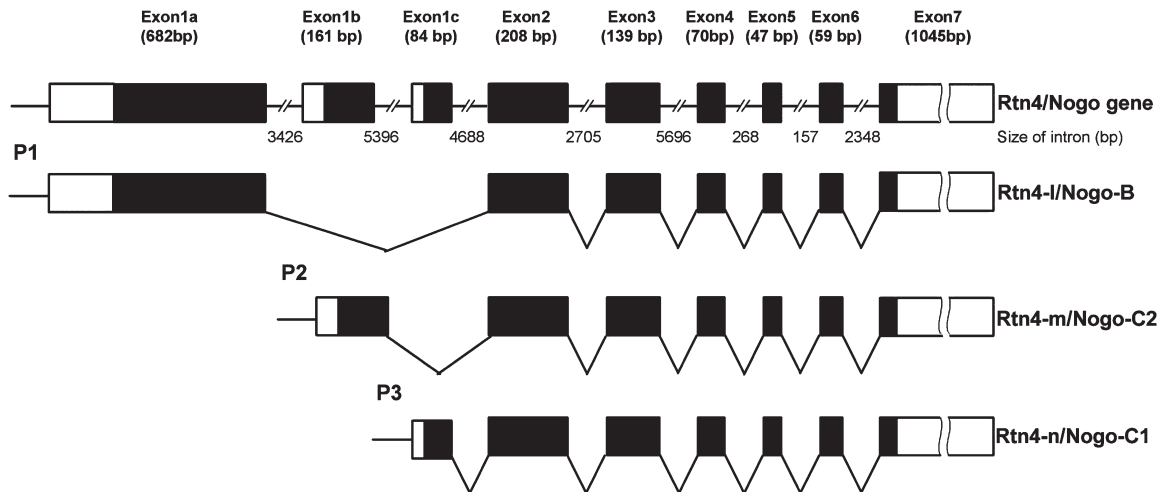 Exon1a Exon1b Exon1c Exon2 Exon3 Exon4 Exon5 Exon6 Exon7
(682bp) (161 bp) (84 bp) (208 bp) (139 bp) (70bp) (47 bp) (59 bp) (1045bp)
Rtn4/Nogo gene
3426 5396 4688 2705 5696 268 157 2348 Size of intron (bp)
P1
Rtn4-l/Nogo-B
P2
Rtn4-m/Nogo-C2
P3
Rtn4-n/Nogo-C1